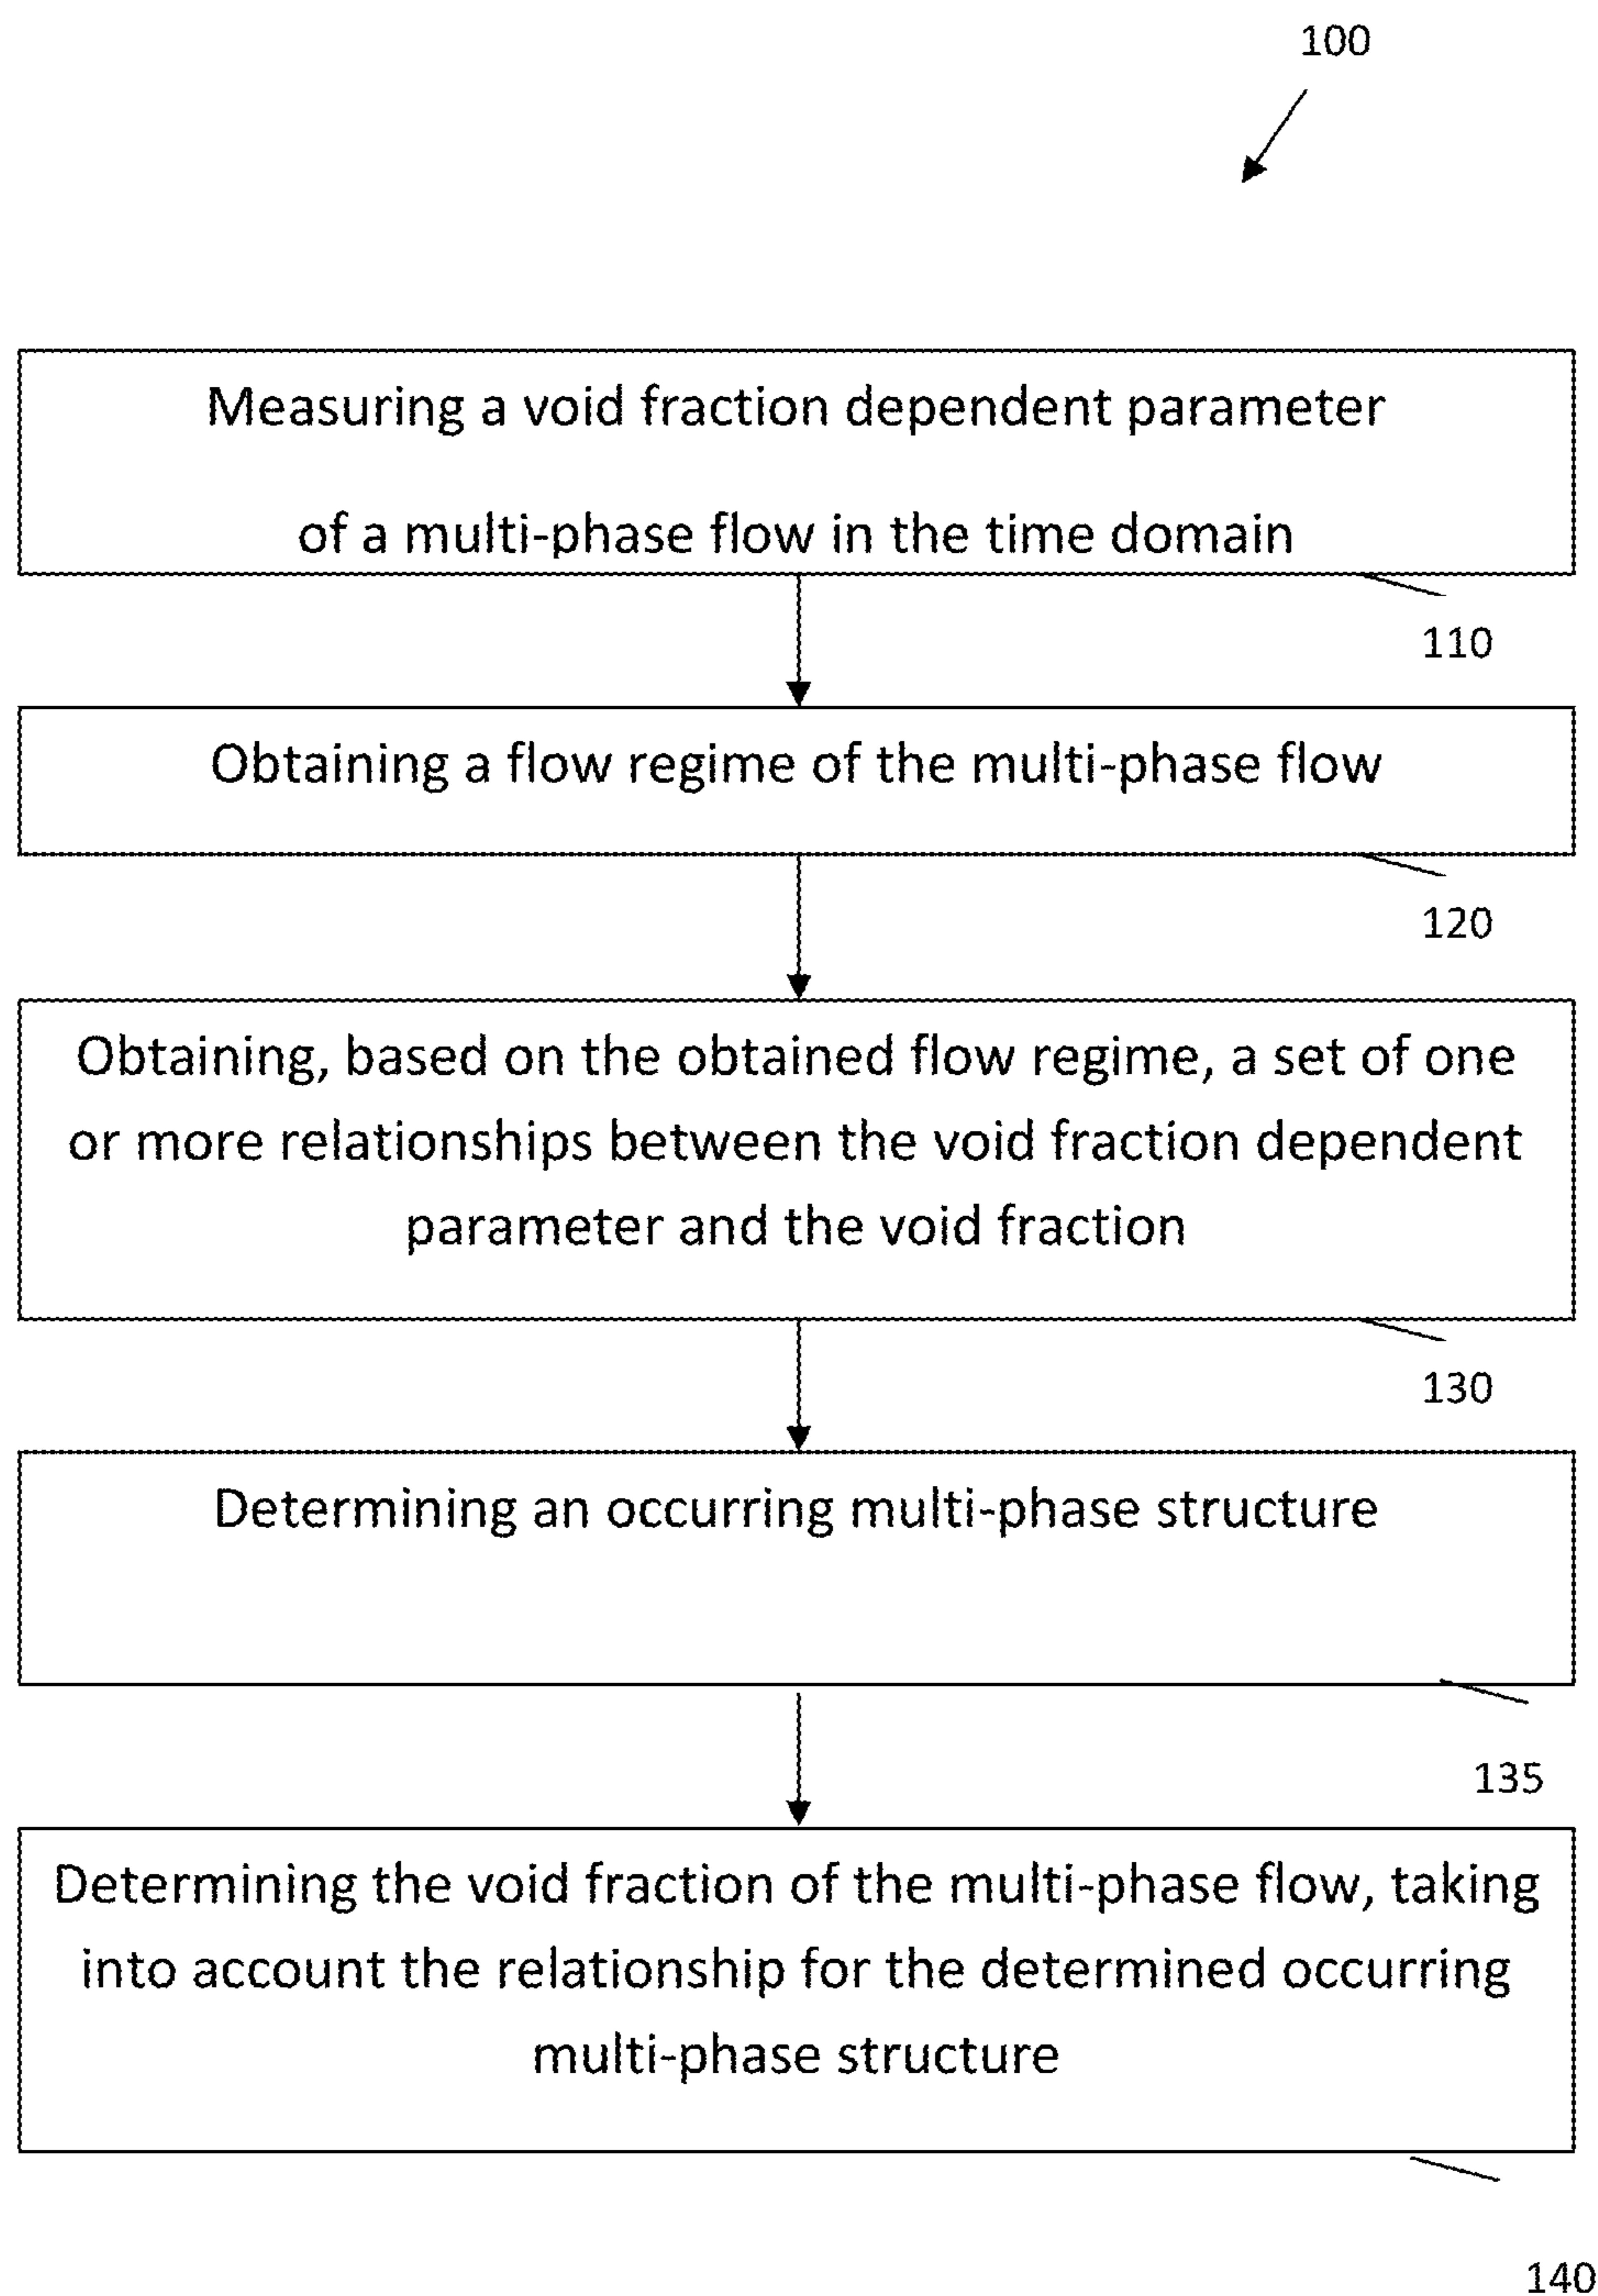 100
Measuring a void fraction dependent parameter
of a multi-phase flow in the time domain
110
Obtaining a flow regime of the multi-phase flow
120
Obtaining, based on the obtained flow regime, a set of one
or more relationships between the void fraction dependent
parameter and the void fraction
130
Determining an occurring multi-phase structure
135
Determining the void fraction of the multi-phase flow, taking
into account the relationship for the determined occurring
multi-phase structure
140